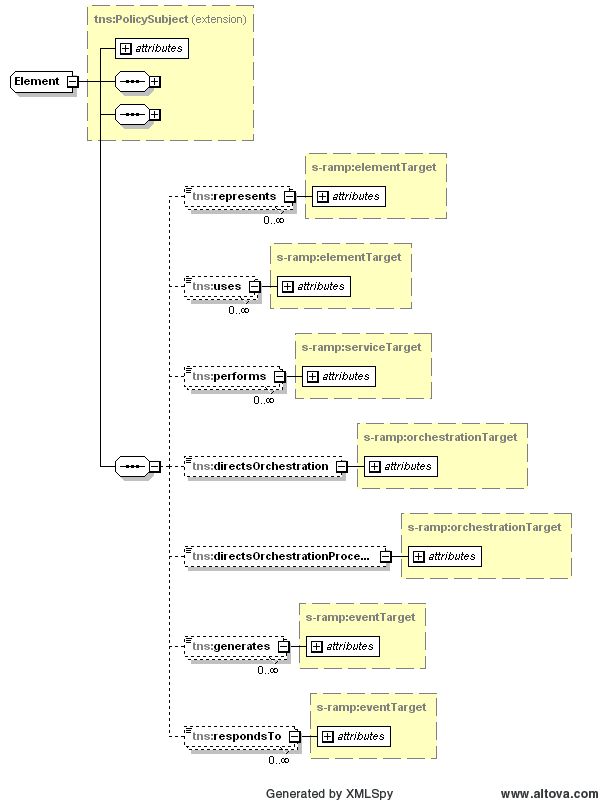 tns:PolicySubject (extension)
attributes
Element
s-ramp:elementTarget
tns:represents
attributes
0..∞
s-ramp:elementTarget
tns:uses
attributes
0..∞
s-ramp:serviceTarget
tns:performs
attributes
0..∞
s-ramp:orchestrationTarget
tns:directsOrchestration
attributes
s-ramp:orchestrationTarget
tns:directsOrchestrationProce...
attributes
s-ramp:eventTarget
tns:generates
attributes
0..∞
s-ramp:eventTarget
tns:respondsTo
attributes
0..∞
Generated by XMLSpy
www.altova.com